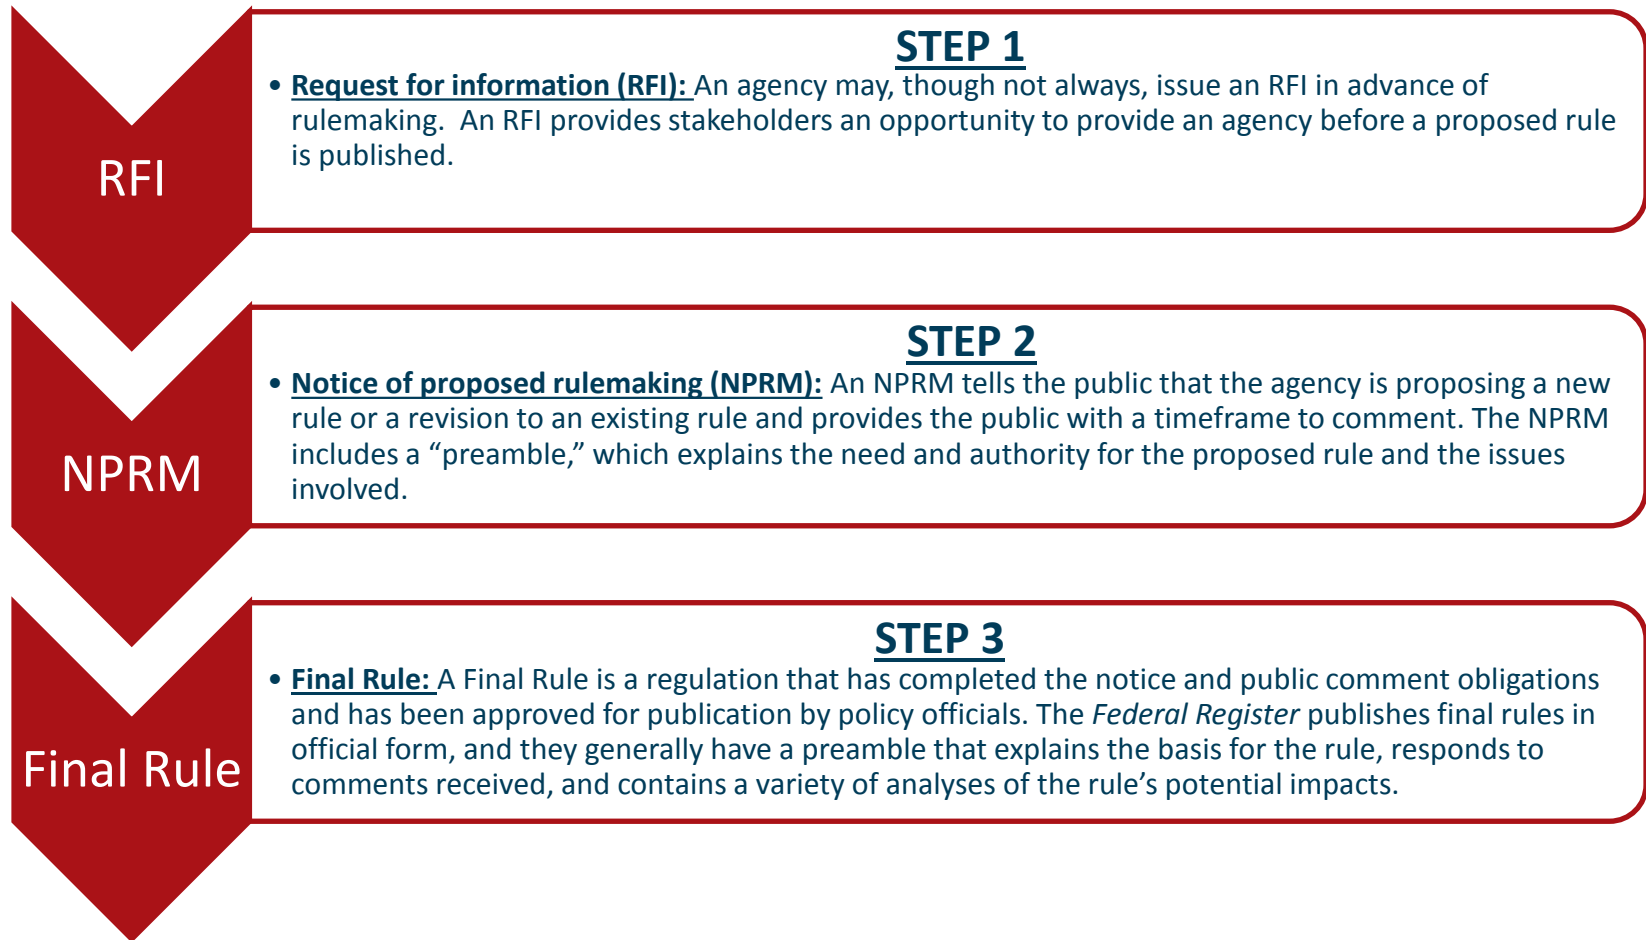 RFI
STEP 1
• Request for information (RFI): An agency may, though not always, issue an RFI in advance of
rulemaking.  An RFI provides stakeholders an opportunity to provide an agency before a proposed rule
is published.
NPRM
STEP 2
• Notice of proposed rulemaking (NPRM): An NPRM tells the public that the agency is proposing a new
rule or a revision to an existing rule and provides the public with a timeframe to comment. The NPRM
includes a “preamble,” which explains the need and authority for the proposed rule and the issues
involved.
Final Rule
STEP 3
• Final Rule: A Final Rule is a regulation that has completed the notice and public comment obligations
and has been approved for publication by policy officials. The Federal Register publishes final rules in
official form, and they generally have a preamble that explains the basis for the rule, responds to
comments received, and contains a variety of analyses of the rule’s potential impacts.